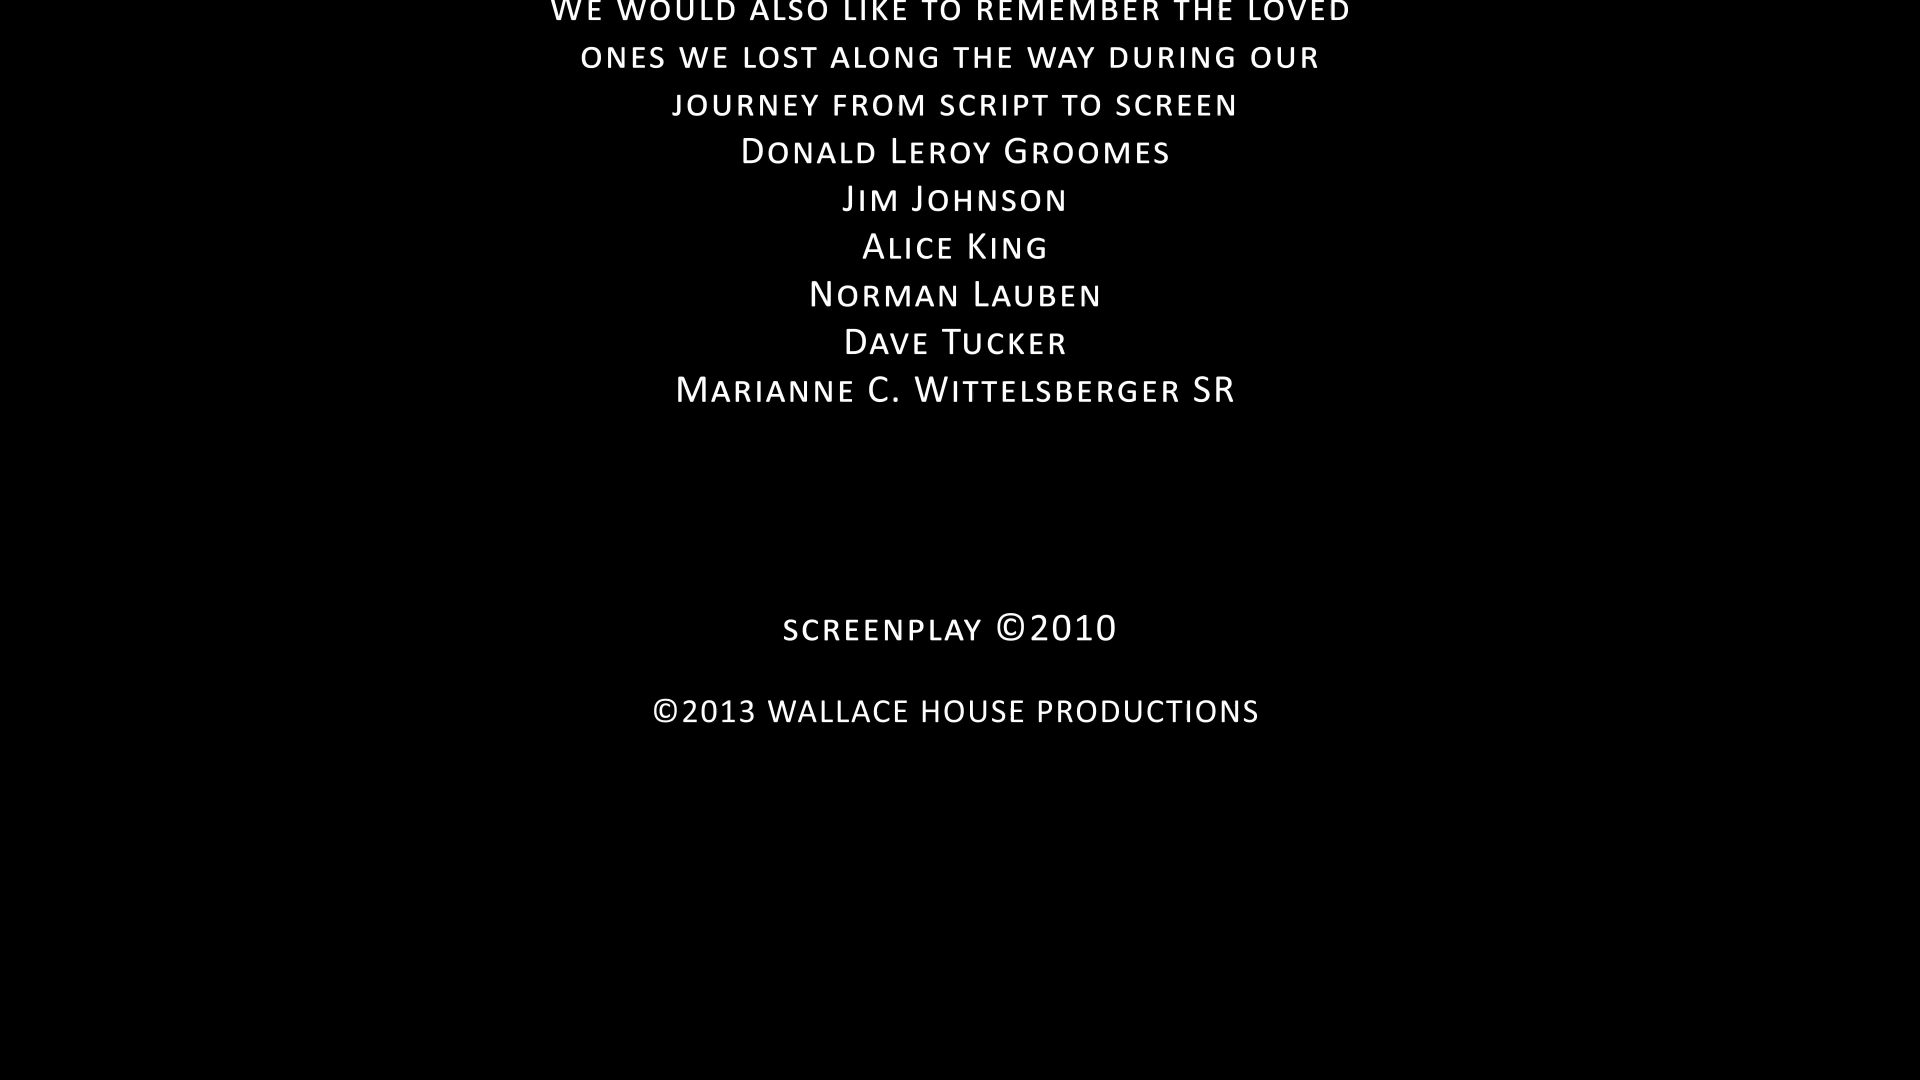 WE WOULD ALSO LIKE TO REMEMBER THE LOVED
ONES WE LOST ALONG THE WAY DURING OUR
JOURNEY FROM SCRIPT TO SCREEN
DONALD LEROY GROOMES
JIM JOHNSON
ALICE KING
NORMAN LAUBEN
DAVE TUCKER
MARIANNE C. WITTELSBERGER SR
SCREENPLAY ©2010
©2013 WALLACE HOUSE PRODUCTIONS